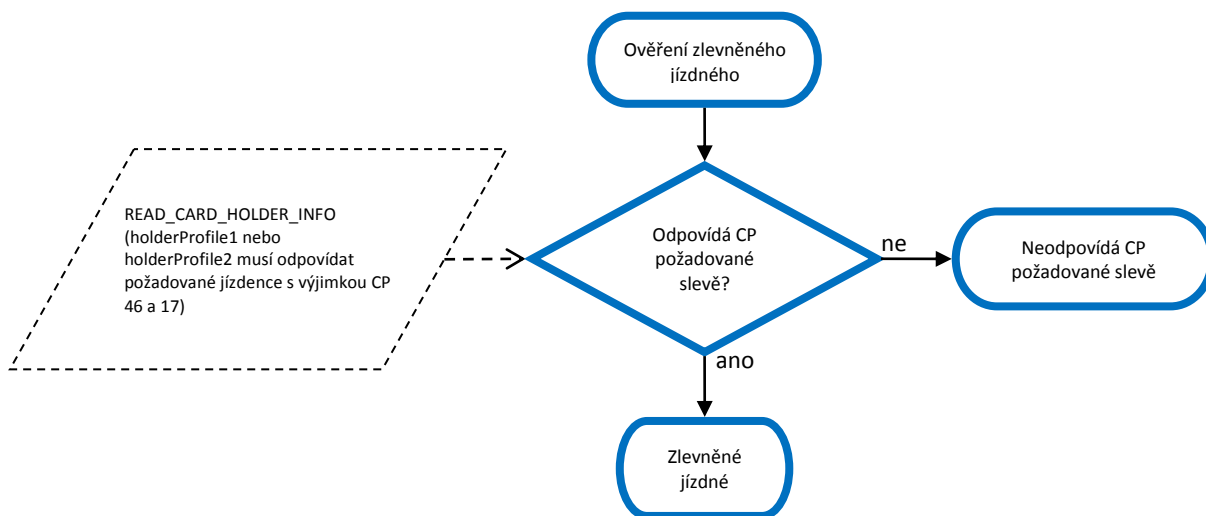 Ověření zlevněného
jízdného
READ_CARD_HOLDER_INFO
(holderProfile1 nebo
holderProfile2 musí odpovídat
požadované jízdence s výjimkou CP
46 a 17)
Odpovídá CP
požadované
slevě?
ne
Neodpovídá CP
požadované slevě
ano
Zlevněné
jízdné